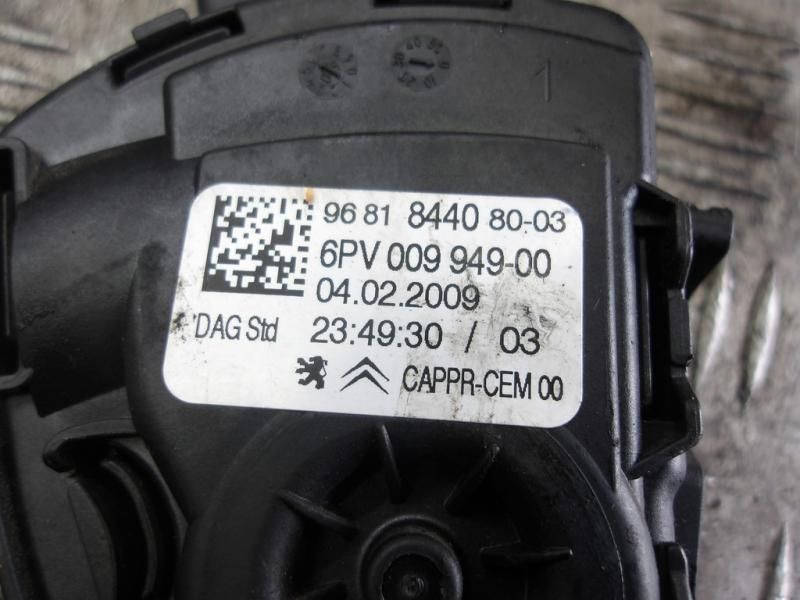 1
96 81 8440 80-03
6PV 009 949-00
04.02.2009
DAG Std 23:49:30 / 03
CAPPR-CEM 00